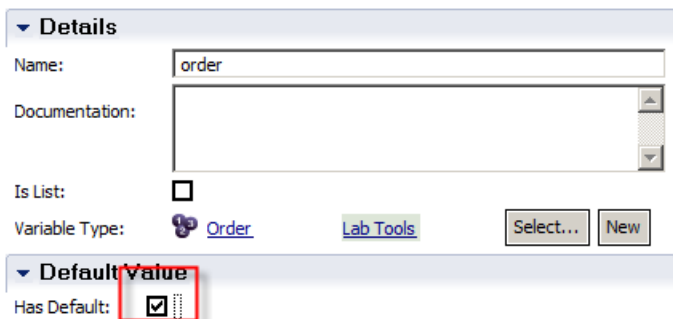 Details
Name: order
Documentation:
Is List:
Variable Type: Order Lab Tools Select... New
Default Value
Has Default: